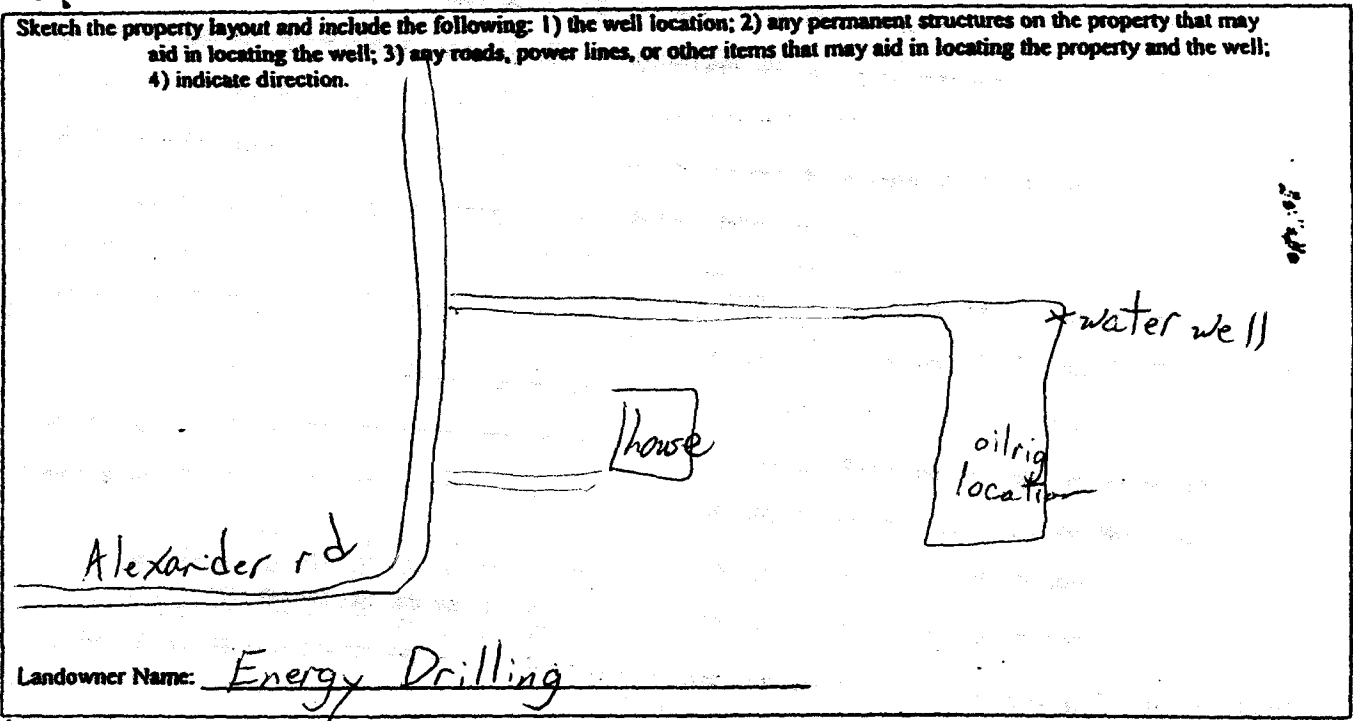 Sketch the property layout and include the following: 1) the well location; 2) any permanent structures on the property that may
aid in locating the well; 3) any roads, power lines, or other items that may aid in locating the property and the well;
4) indicate direction.
water well
house
oilrig
location
Alexander rd
Landowner Name: Energy Drilling